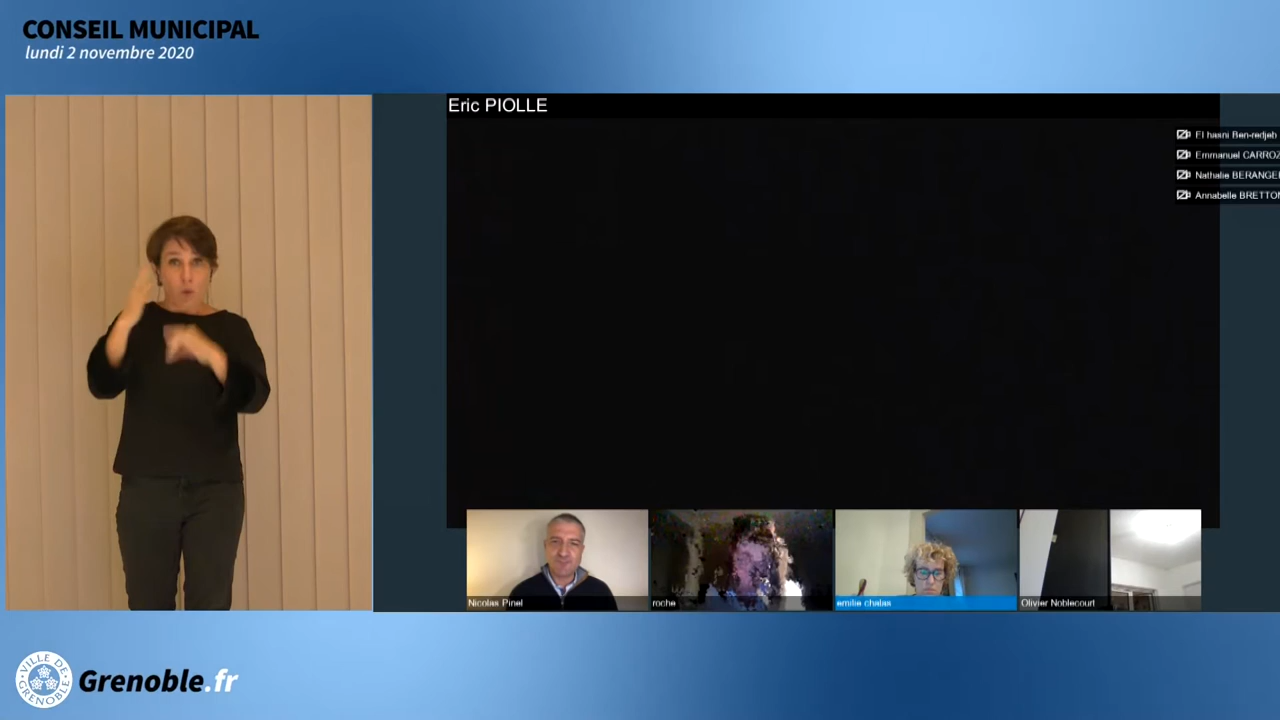 CONSEIL MUNICIPAL
lundi 2 novembre 2020
Eric PIOLLE
El hasni Ben-redjeb
Emmanuel CARROZ
Nathalie BERANGER
Annabelle BRETTON
Nicolas Pinel
roche
emilie chalas
Olivier Noblecourt
VILLE DE GRENOBLE
Grenoble.fr